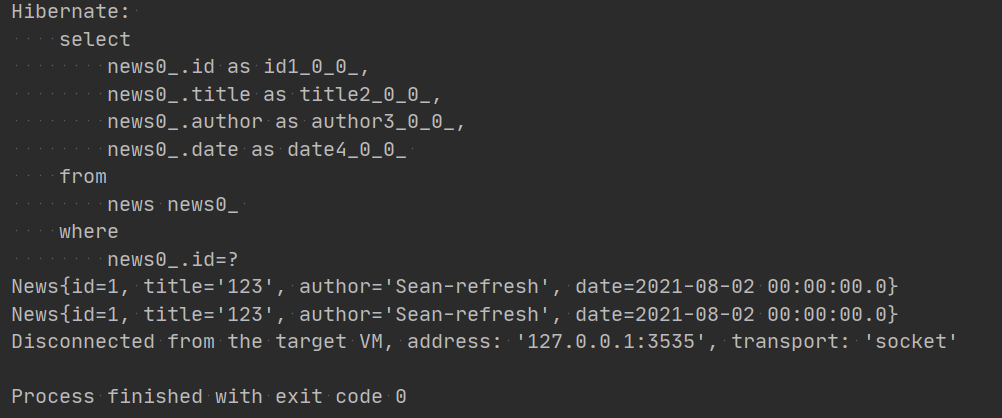 Hibernate:
    select
        news0_.id as id1_0_0_,
        news0_.title as title2_0_0_,
        news0_.author as author3_0_0_,
        news0_.date as date4_0_0_
    from
        news news0_
    where
        news0_.id=?
News{id=1, title='123', author='Sean-refresh', date=2021-08-02 00:00:00.0}
News{id=1, title='123', author='Sean-refresh', date=2021-08-02 00:00:00.0}
Disconnected from the target VM, address: '127.0.0.1:3535', transport: 'socket'
Process finished with exit code 0